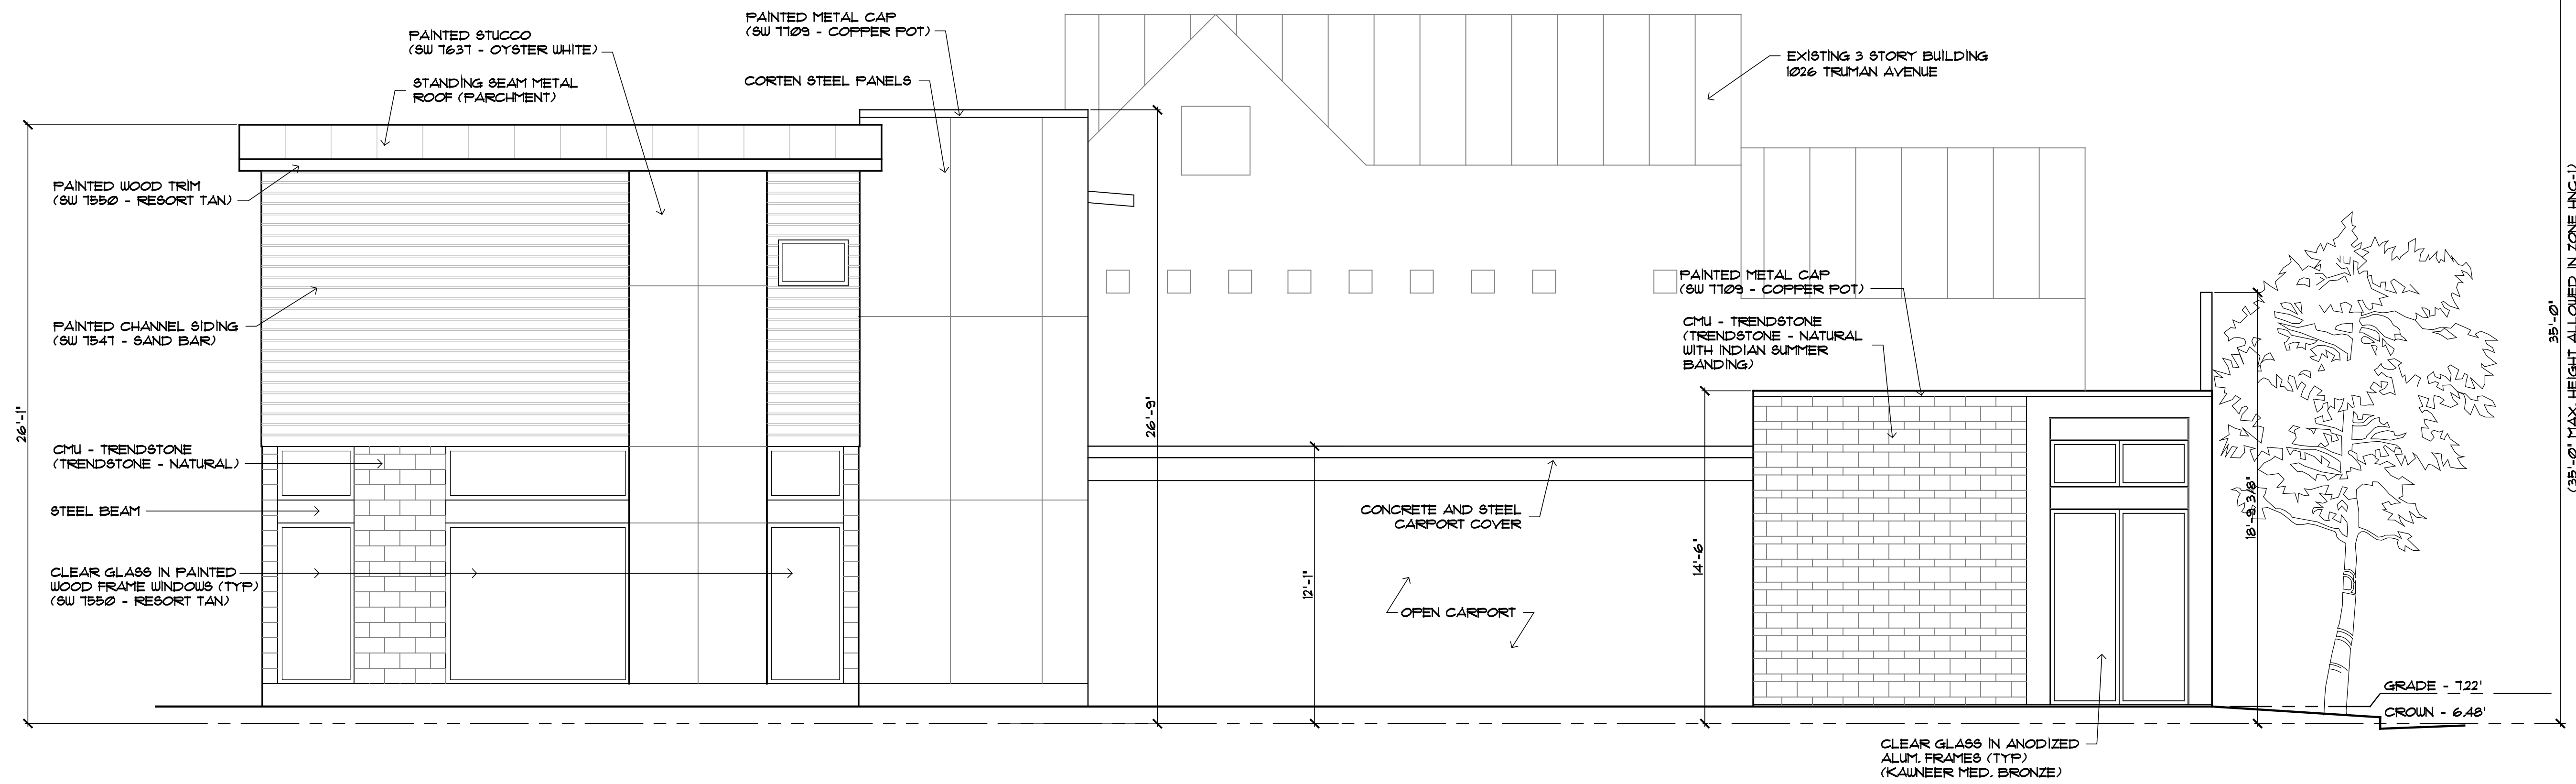 PAINTED METAL CAP
(SW 7709 - COPPER POT)
PAINTED STUCCO
(SW 7637 - OYSTER WHITE)
STANDING SEAM METAL
ROOF (PARCHMENT)
CORTEN STEEL PANELS
EXISTING 3 STORY BUILDING
1026 TRUMAN AVENUE
PAINTED WOOD TRIM
(SW 7550 - RESORT TAN)
PAINTED CHANNEL SIDING
(SW 7547 - SAND BAR)
CMU - TRENDSTONE
(TRENDSTONE - NATURAL)
STEEL BEAM
CLEAR GLASS IN PAINTED
WOOD FRAME WINDOWS (TYP)
(SW 7550 - RESORT TAN)
26'-1"
26'-9"
12'-1"
CONCRETE AND STEEL
CARPORT COVER
OPEN CARPORT
PAINTED METAL CAP
(SW 7709 - COPPER POT)
CMU - TRENDSTONE
(TRENDSTONE - NATURAL
WITH INDIAN SUMMER
BANDING)
14'-6"
18'-9 3/8"
35'-0"
(35'-0" MAX. HEIGHT ALLOWED IN ZONE HNC-1)
GRADE - 7.22'
CROWN - 6.48'
CLEAR GLASS IN ANODIZED
ALUM. FRAMES (TYP)
(KAWNEER MED. BRONZE)